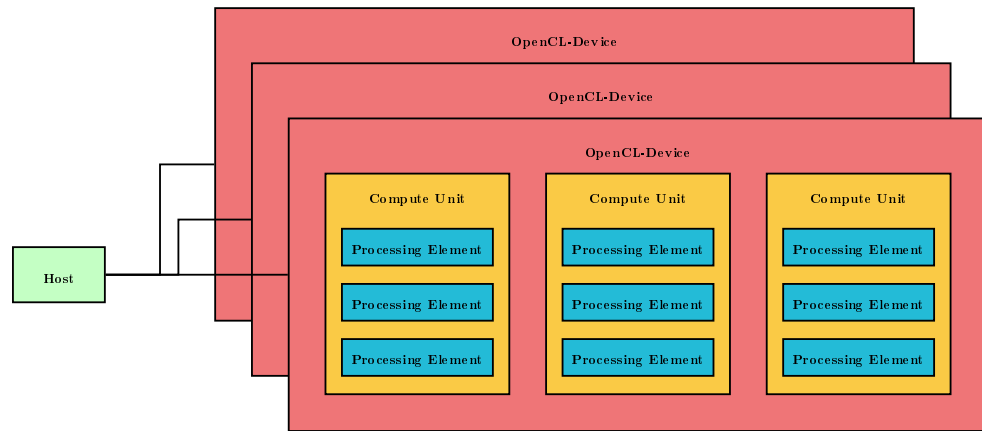 OpenCL-Device
OpenCL-Device
OpenCL-Device
Compute Unit
Processing Element
Processing Element
Processing Element
Compute Unit
Processing Element
Processing Element
Processing Element
Compute Unit
Processing Element
Processing Element
Processing Element
Host